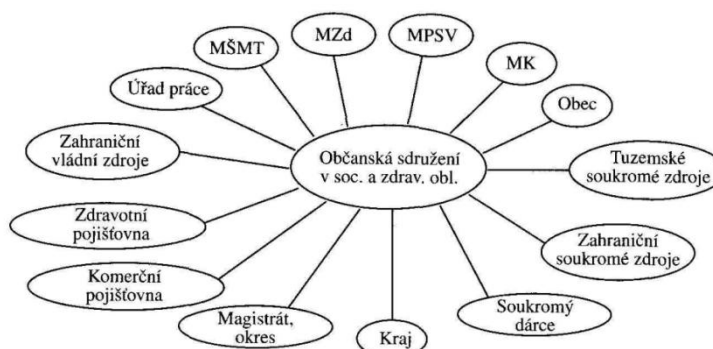 MŠMT
MZd
MPSV
MK
Obec
Úřad práce
Zahraniční
vládní zdroje
Občanská sdružení
v soc. a zdrav. obl.
Tuzemské
soukromé zdroje
Zdravotní
pojišťovna
Zahraniční
soukromé zdroje
Komerční
pojišťovna
Magistrát,
okres
Kraj
Soukromý
dárce